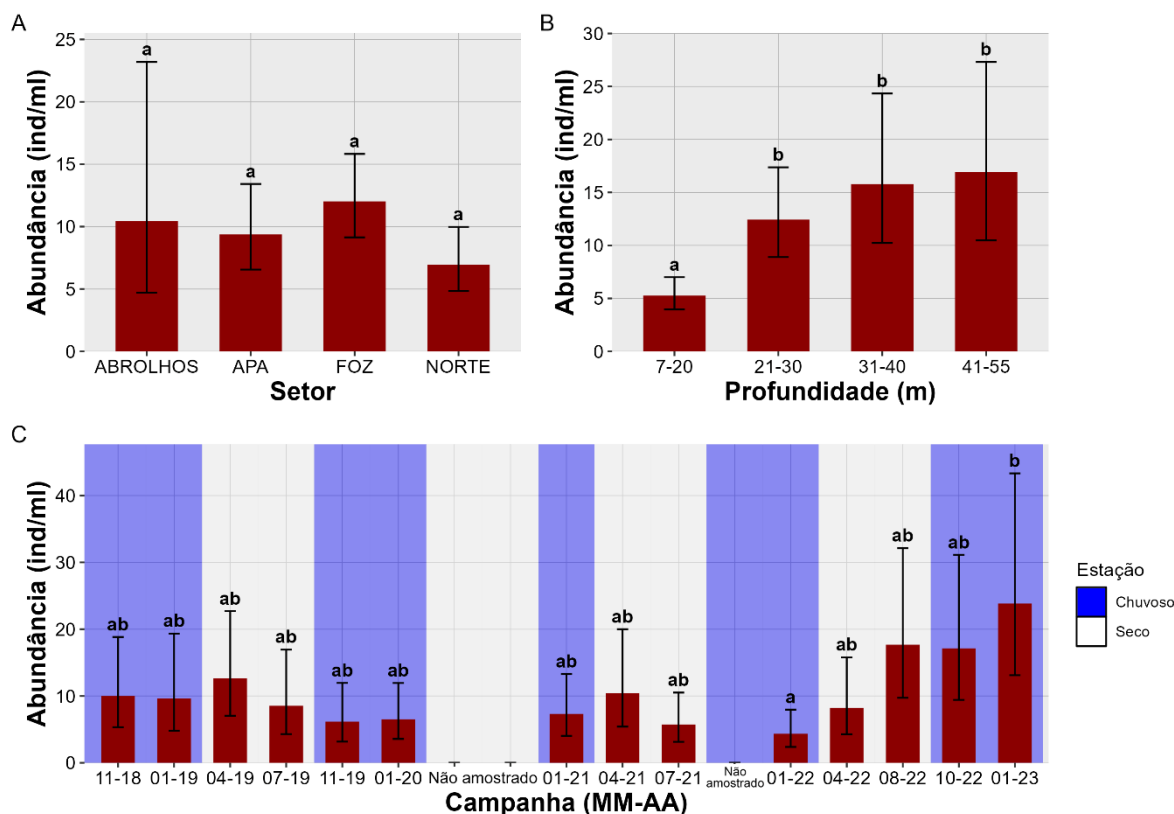 A
Abundância (ind/ml)
25
20
15
10
5
0
a
a
a
a
ABROLHOS APA FOZ NORTE
Setor
B
Abundância (ind/ml)
30
25
20
15
10
5
0
a
b
b
b
7-20 21-30 31-40 41-55
Profundidade (m)
C
Abundância (ind/ml)
40
30
20
10
0
ab ab ab ab ab ab ab ab ab a ab ab ab b
11-18 01-19 04-19 07-19 11-19 01-20 Não amostrado 01-21 04-21 07-21 Não amostrado 01-22 04-22 08-22 10-22 01-23
Campanha (MM-AA)
Estação
Chuvoso
Seco